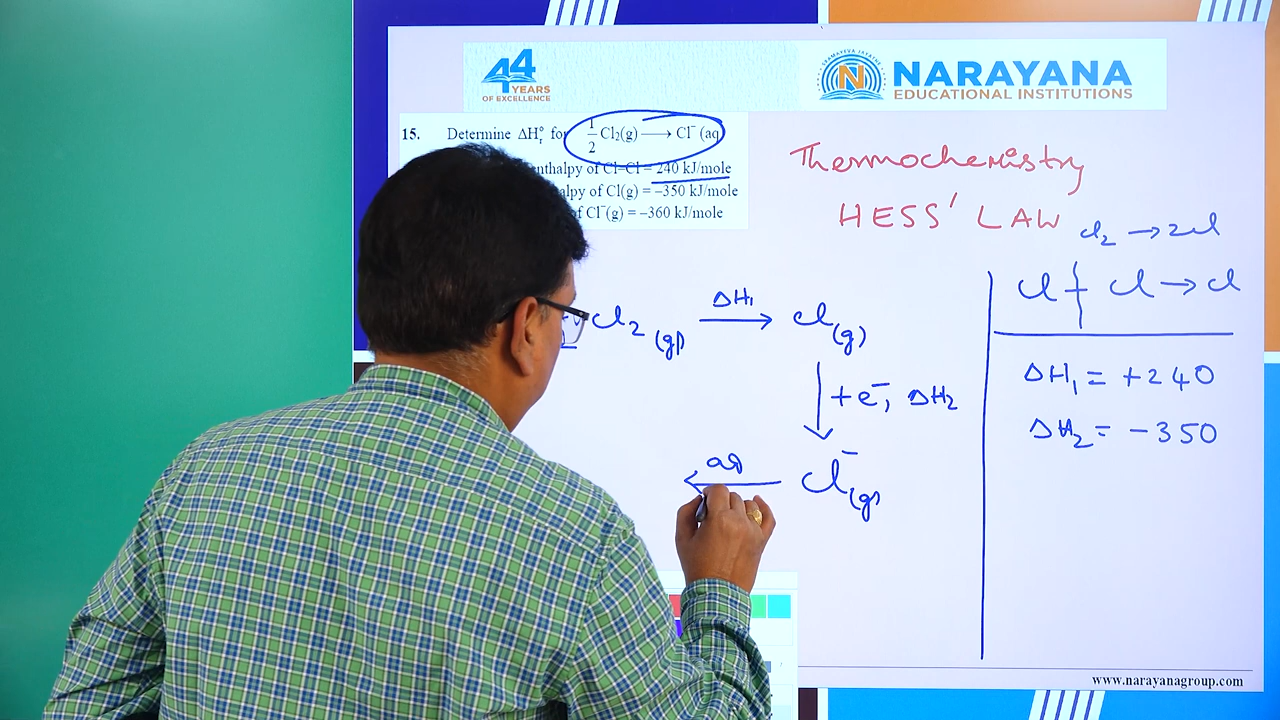 44
YEARS
OF EXCELLENCE
SRAMAYEVA JAYATHE
N
NARAYANA
EDUCATIONAL INSTITUTIONS
15. Determine ΔH°r for 1/2 Cl2(g) → Cl⁻ (aq
enthalpy of Cl–Cl = 240 kJ/mole
alpy of Cl(g) = –350 kJ/mole
of Cl⁻(g) = –360 kJ/mole
Thermochemistry
HESS' LAW
Cl2 → 2Cl
Cl + Cl → Cl
Cl2 (g) ΔH1 → Cl(g)
+e⁻, ΔH2
aq ← Cl⁻(g)
ΔH1 = +240
ΔH2 = -350
www.narayanagroup.com